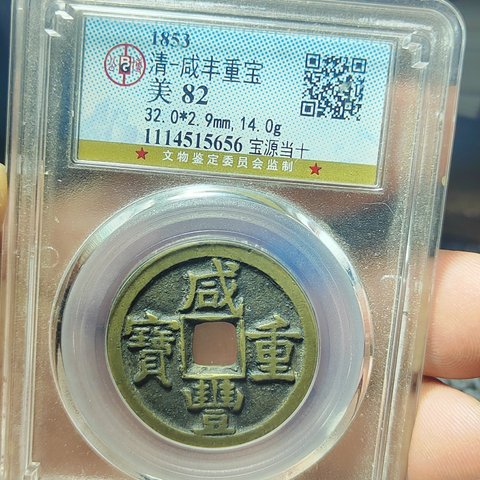 1853
清-咸丰重宝
美 82
32.0*2.9mm,14.0g
1114515656 宝源当十
★ 文物鉴定委员会监制 ★
咸
寶 重
豐